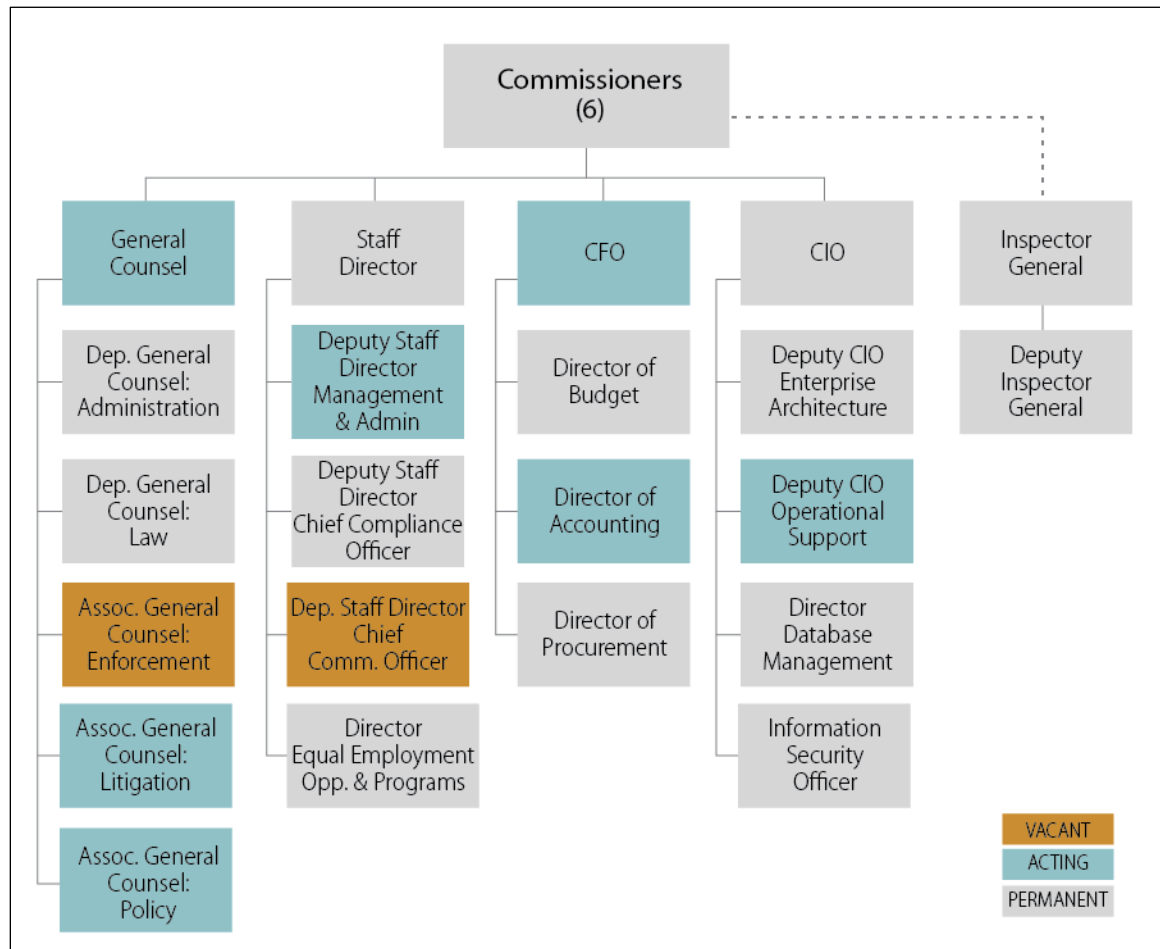 Commissioners
(6)
General
Counsel
Staff
Director
CFO
CIO
Inspector
General
Dep. General
Counsel:
Administration
Deputy Staff
Director
Management
& Admin
Director of
Budget
Deputy CIO
Enterprise
Architecture
Deputy
Inspector
General
Dep. General
Counsel:
Law
Deputy Staff
Director
Chief Compliance
Officer
Director of
Accounting
Deputy CIO
Operational
Support
Assoc. General
Counsel:
Enforcement
Dep. Staff Director
Chief
Comm. Officer
Director of
Procurement
Director
Database
Management
Assoc. General
Counsel:
Litigation
Director
Equal Employment
Opp. & Programs
Information
Security
Officer
Assoc. General
Counsel:
Policy
VACANT
ACTING
PERMANENT